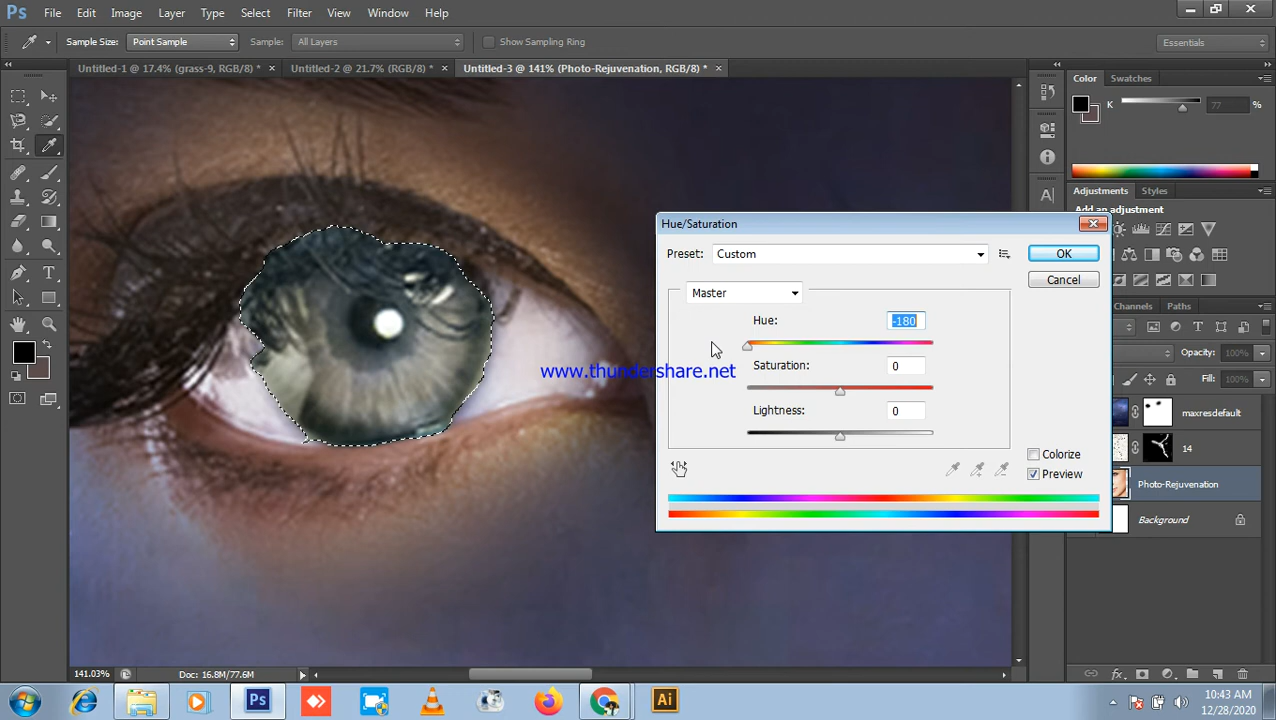 Ps File Edit Image Layer Type Select Filter View Window Help
Sample Size: Point Sample Sample: All Layers Show Sampling Ring Essentials
Untitled-1 @ 17.4% (grass-9, RGB/8) * × Untitled-2 @ 21.7% (RGB/8) * × Untitled-3 @ 141% (Photo-Rejuvenation, RGB/8) * ×
Color Swatches
K 77 %
Adjustments Styles
Add an adjustment
Hue/Saturation
Preset: Custom OK
Cancel
Master
Hue: -180
Saturation: 0
Lightness: 0
Colorize
Preview
www.thundershare.net
Channels Paths
Opacity: 100%
Fill: 100%
maxresdefault
14
Photo-Rejuvenation
Background
141.03% Doc: 16.8M/77.6M
Ps Ai
10:43 AM
12/28/2020